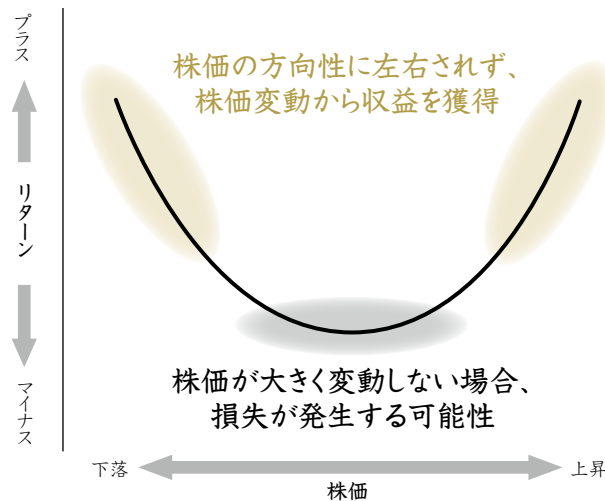 プラス
リターン
マイナス
株価の方向性に左右されず、
株価変動から収益を獲得
株価が大きく変動しない場合、
損失が発生する可能性
下落
上昇
株価